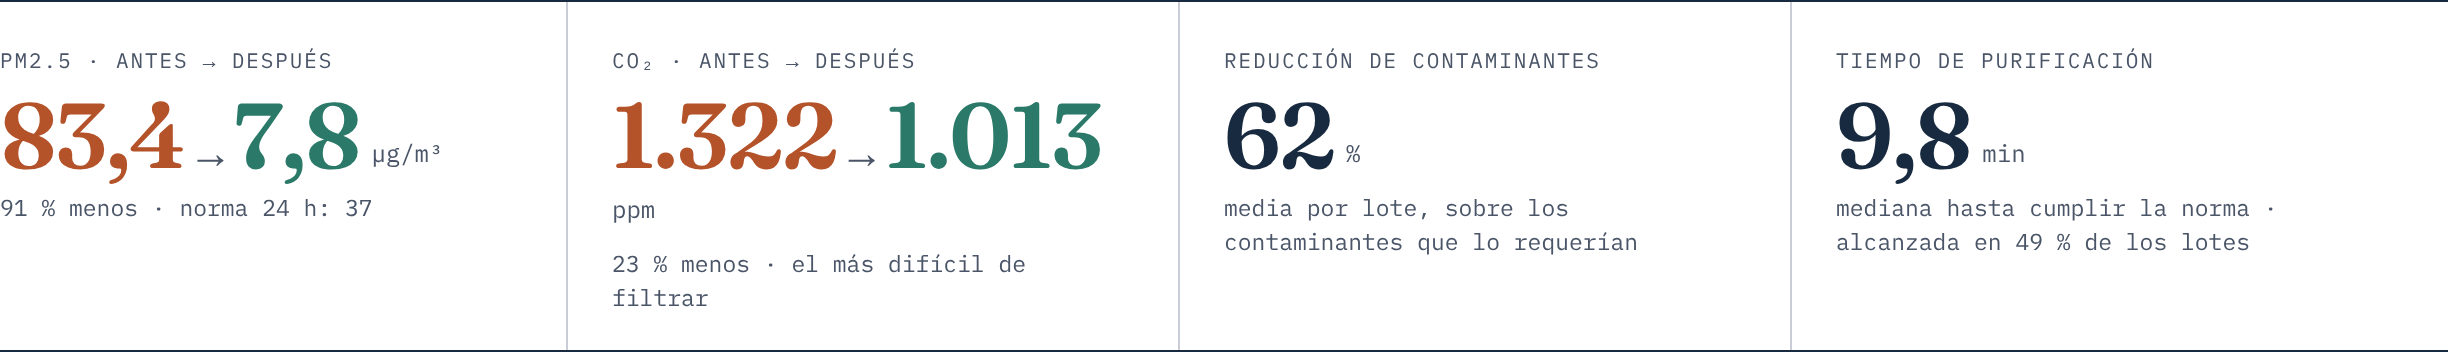 PM2.5 · ANTES → DESPUÉS
83,4 → 7,8 µg/m³
91 % menos · norma 24 h: 37
CO₂ · ANTES → DESPUÉS
1.322 → 1.013
ppm
23 % menos · el más difícil de
filtrar
REDUCCIÓN DE CONTAMINANTES
62 %
media por lote, sobre los
contaminantes que lo requerían
TIEMPO DE PURIFICACIÓN
9,8 min
mediana hasta cumplir la norma ·
alcanzada en 49 % de los lotes